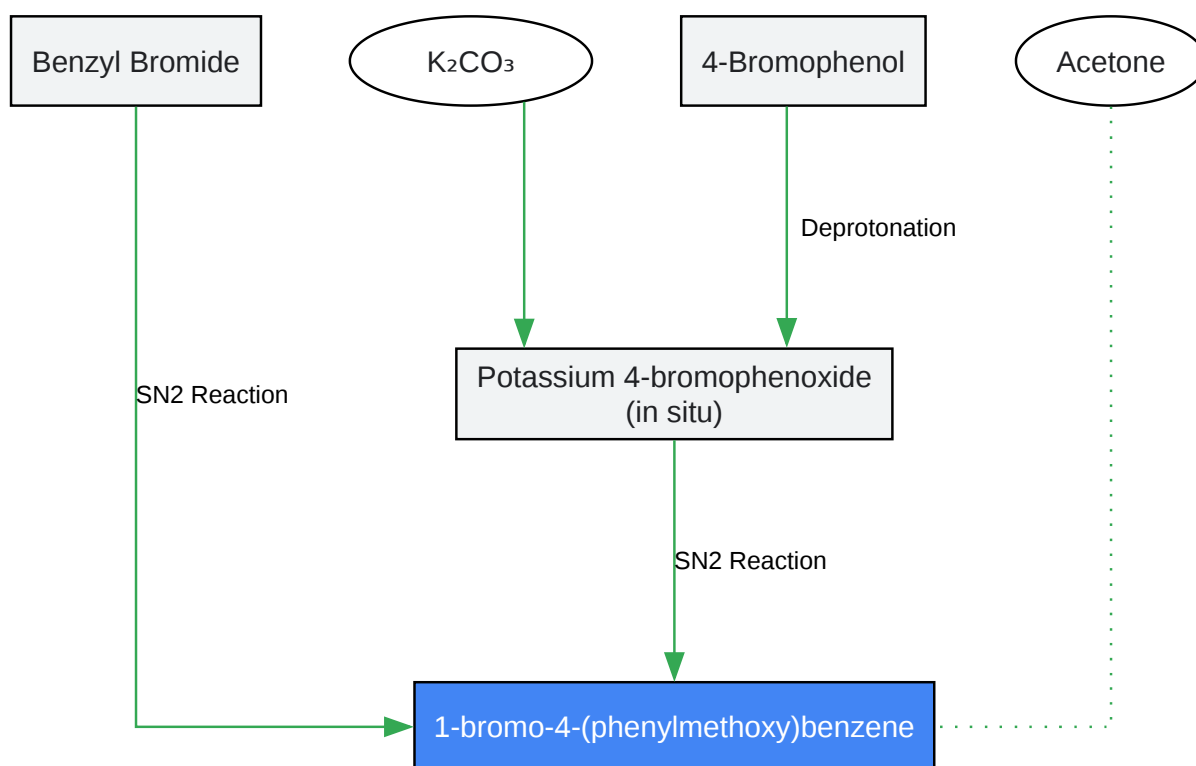 Benzyl Bromide
K₂CO₃
4-Bromophenol
Acetone
Deprotonation
SN2 Reaction
Potassium 4-bromophenoxide
(in situ)
SN2 Reaction
1-bromo-4-(phenylmethoxy)benzene